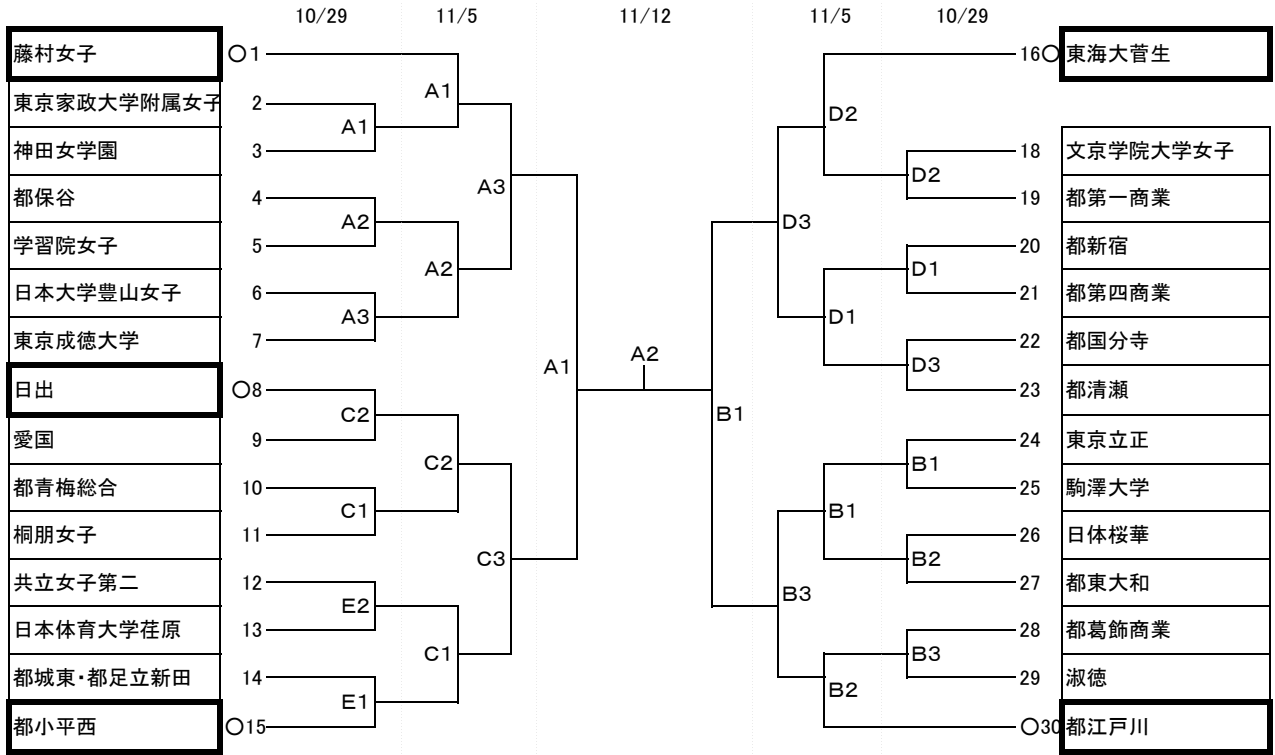 10/29 11/5 11/12 11/5 10/29
藤村女子 ○1 16○ 東海大菅生
A1 D2
東京家政大学附属女子 2
A1
神田女学園 3 18 文京学院大学女子
A3 D2
都保谷 4 19 都第一商業
A2 D3
学習院女子 5 20 都新宿
A2 D1
日本大学豊山女子 6 21 都第四商業
A3 D1
東京成徳大学 7 22 都国分寺
A1 A2 D3
日出 ○8 23 都清瀬
C2 B1
愛国 9 24 東京立正
C2 B1
都青梅総合 10 25 駒澤大学
C1 B1
桐朋女子 11 26 日体桜華
C3 B2
共立女子第二 12 27 都東大和
E2 B3
日本体育大学荏原 13 28 都葛飾商業
C1 B3
都城東・都足立新田 14 29 淑徳
E1 B2
都小平西 ○15 ○30 都江戸川